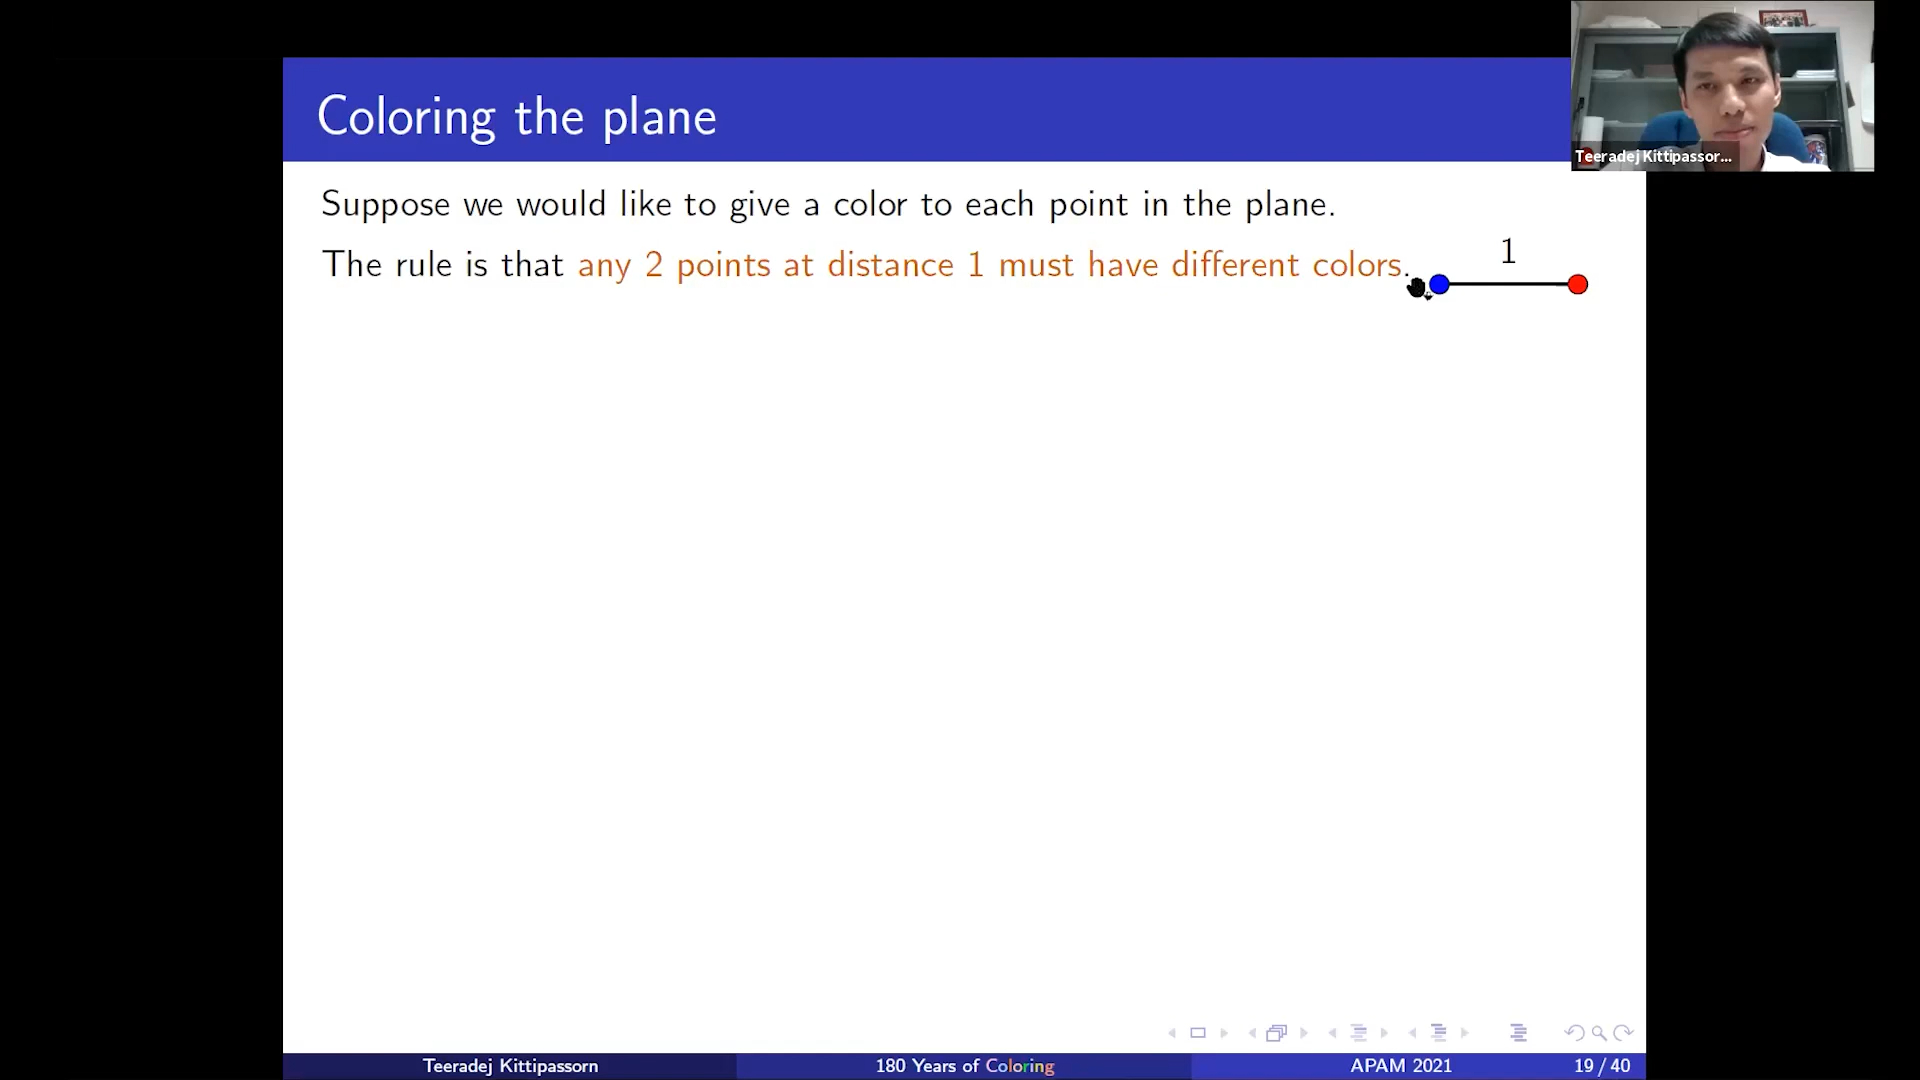 Coloring the plane
Teeradej Kittipassor...
Suppose we would like to give a color to each point in the plane.
The rule is that any 2 points at distance 1 must have different colors.
1
Teeradej Kittipassorn
180 Years of Coloring
APAM 2021
19 / 40